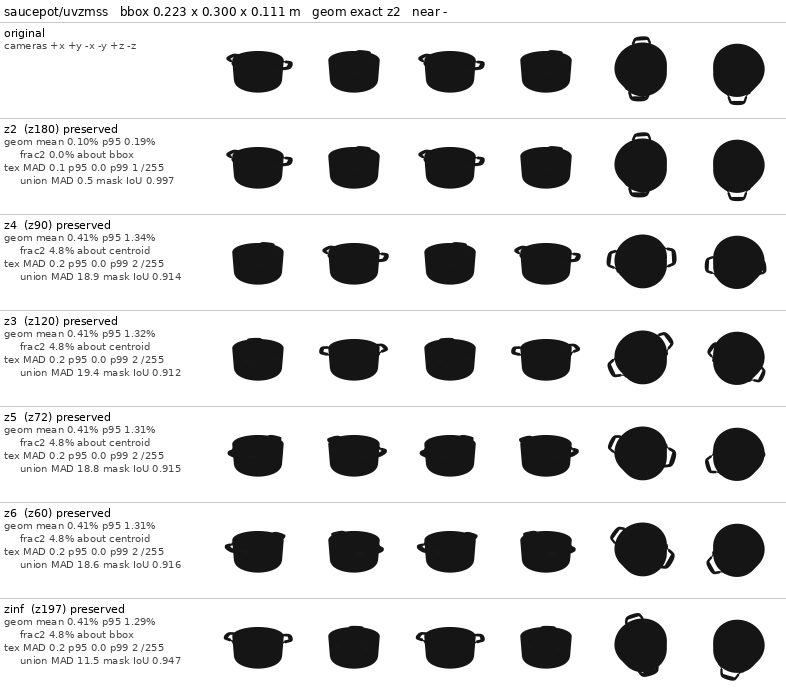 saucepot/uvzmss   bbox 0.223 x 0.300 x 0.111 m   geom exact z2   near -
original
cameras +x +y -x -y +z -z
z2  (z180) preserved
geom mean 0.10% p95 0.19%
frac2 0.0% about bbox
tex MAD 0.1 p95 0.0 p99 1 /255
union MAD 0.5 mask IoU 0.997
z4  (z90) preserved
geom mean 0.41% p95 1.34%
frac2 4.8% about centroid
tex MAD 0.2 p95 0.0 p99 2 /255
union MAD 18.9 mask IoU 0.914
z3  (z120) preserved
geom mean 0.41% p95 1.32%
frac2 4.8% about centroid
tex MAD 0.2 p95 0.0 p99 2 /255
union MAD 19.4 mask IoU 0.912
z5  (z72) preserved
geom mean 0.41% p95 1.31%
frac2 4.8% about centroid
tex MAD 0.2 p95 0.0 p99 2 /255
union MAD 18.8 mask IoU 0.915
z6  (z60) preserved
geom mean 0.41% p95 1.31%
frac2 4.8% about centroid
tex MAD 0.2 p95 0.0 p99 2 /255
union MAD 18.6 mask IoU 0.916
zinf  (z197) preserved
geom mean 0.41% p95 1.29%
frac2 4.8% about bbox
tex MAD 0.2 p95 0.0 p99 2 /255
union MAD 11.5 mask IoU 0.947